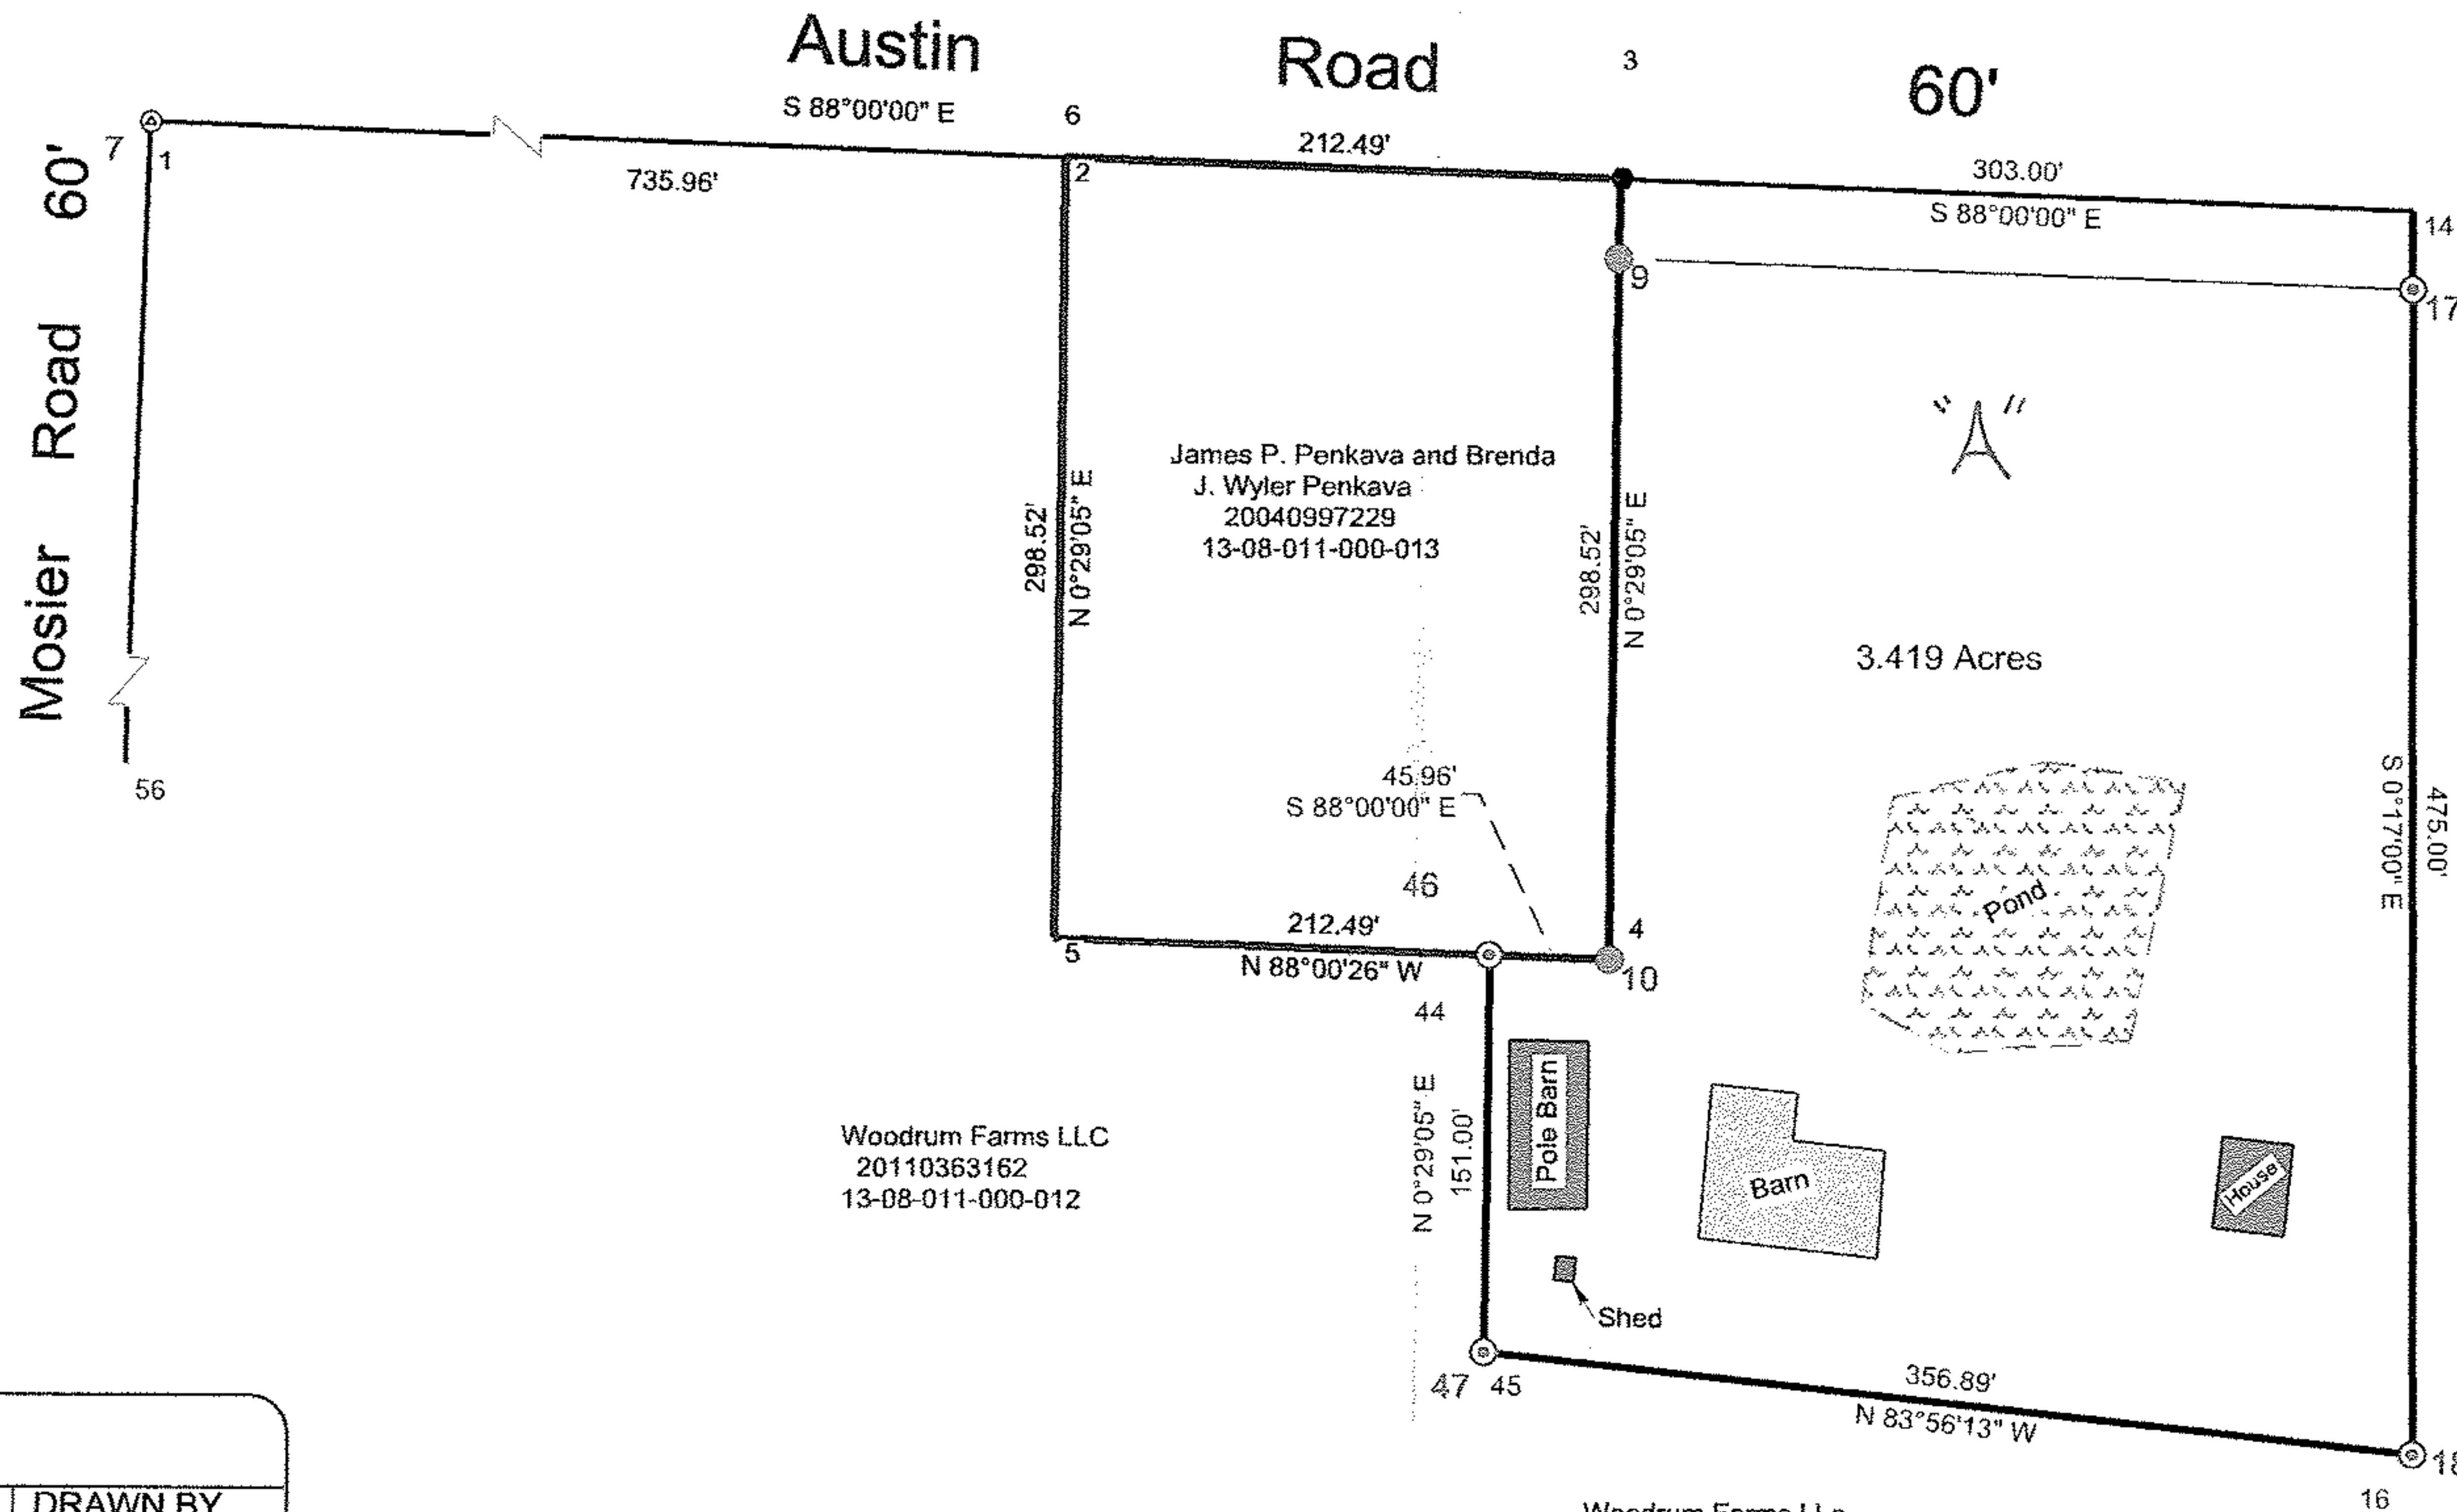 Austin Road 60'
3
S 88°00'00" E
6
212.49'
303.00'
S 88°00'00" E
7
1
2
735.96'
14
9
17
Mosier Road 60'
"A"
James P. Penkava and Brenda
J. Wyler Penkava
20040997229
13-08-011-000-013
298.52'
N 0°29'05" E
298.52'
N 0°29'05" E
3.419 Acres
56
45.96'
S 88°00'00" E
S 0°17'00" E
475.00'
Pond
46
4
212.49'
5
N 88°00'26" W
10
44
Pole Barn
N 0°29'05" E
151.00'
Woodrum Farms LLC
20110363162
13-08-011-000-012
Barn
House
Shed
47
45
356.89'
N 83°56'13" W
18
16
DRAWN BY
Woodrum Farms LLc